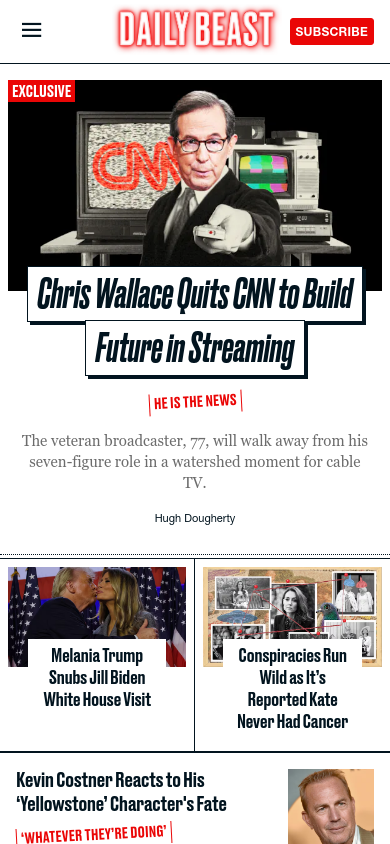 DAILY BEAST
SUBSCRIBE
EXCLUSIVE
CNN
Chris Wallace Quits CNN to Build
Future in Streaming
HE IS THE NEWS
The veteran broadcaster, 77, will walk away from his
seven-figure role in a watershed moment for cable
TV.
Hugh Dougherty
Melania Trump
Snubs Jill Biden
White House Visit
Conspiracies Run
Wild as It’s
Reported Kate
Never Had Cancer
Kevin Costner Reacts to His
‘Yellowstone’ Character's Fate
‘WHATEVER THEY’RE DOING’